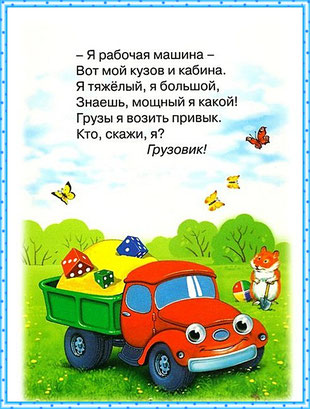 – Я рабочая машина –
Вот мой кузов и кабина.
Я тяжёлый, я большой,
Знаешь, мощный я какой!
Грузы я возить привык.
Кто, скажи, я?
Грузовик!